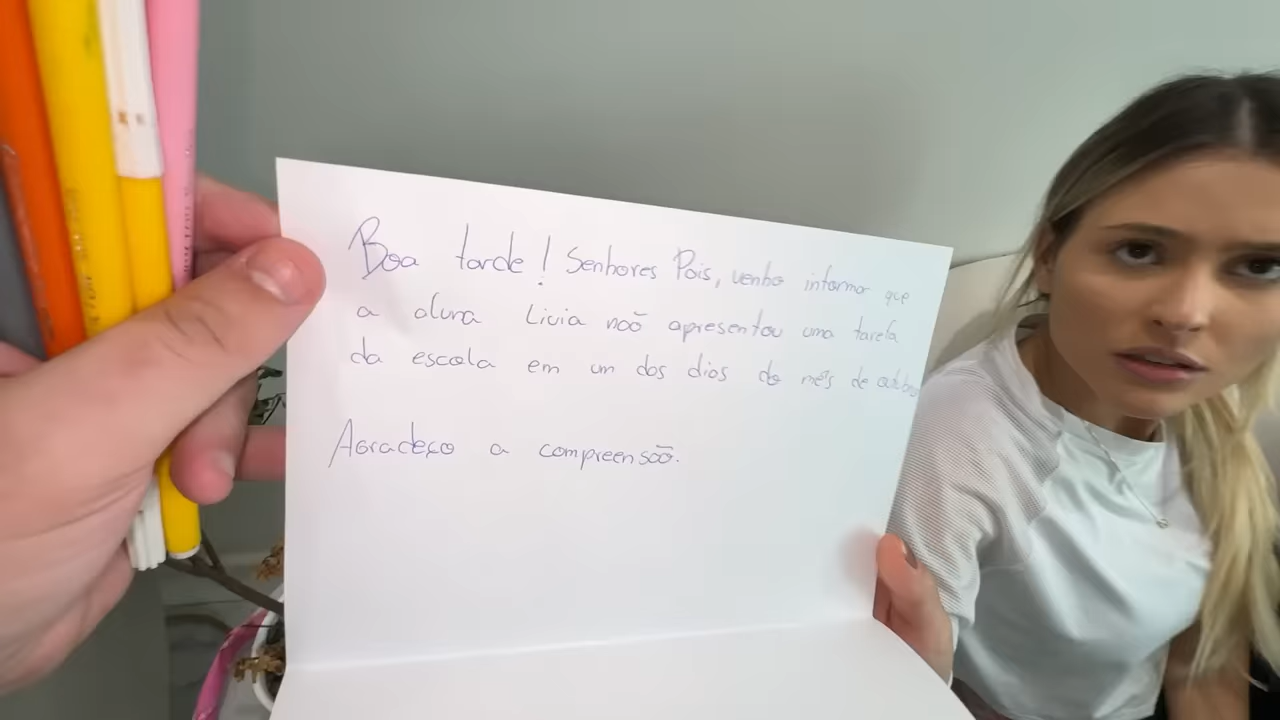 Boa tarde! Senhores Pais, venho informar que
a aluna Livia não apresentou uma tarefa
da escola em um dos dias do mês de outubro
Agradeço a compreensão.